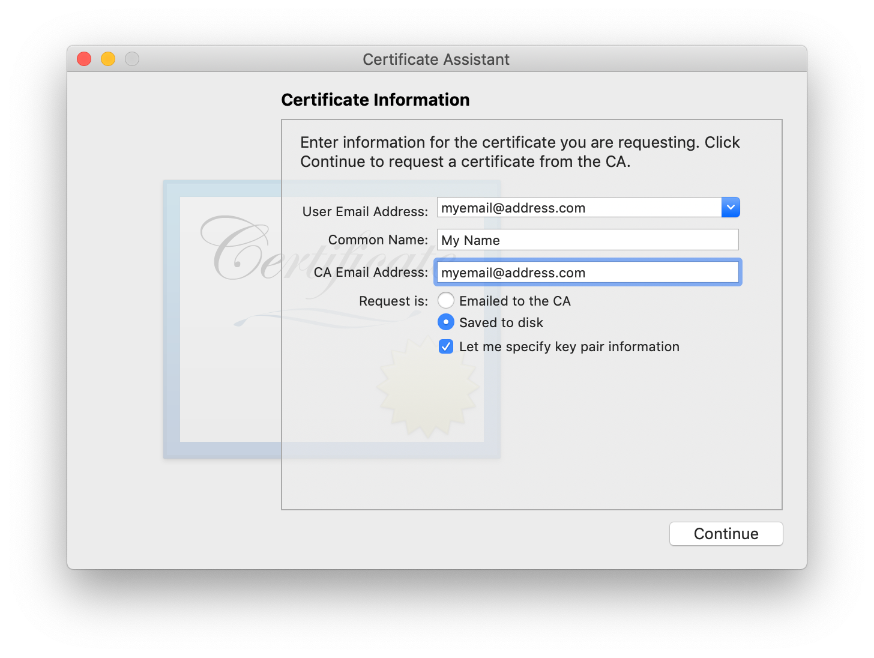 Certificate Assistant
Certificate Information
Enter information for the certificate you are requesting. Click
Continue to request a certificate from the CA.
Certificate
User Email Address: myemail@address.com
Common Name: My Name
CA Email Address: myemail@address.com
Request is: Emailed to the CA
Saved to disk
Let me specify key pair information
Continue